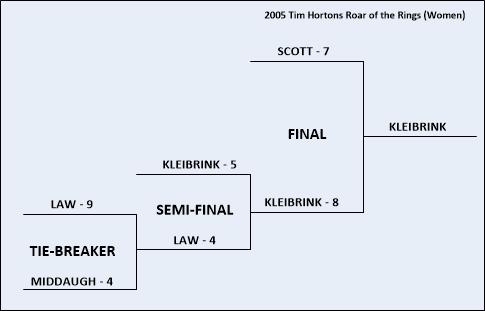 2005 Tim Hortons Roar of the Rings (Women)
SCOTT - 7
KLEIBRINK
FINAL
KLEIBRINK - 5
KLEIBRINK - 8
LAW - 9
SEMI-FINAL
LAW - 4
TIE-BREAKER
MIDDAUGH - 4